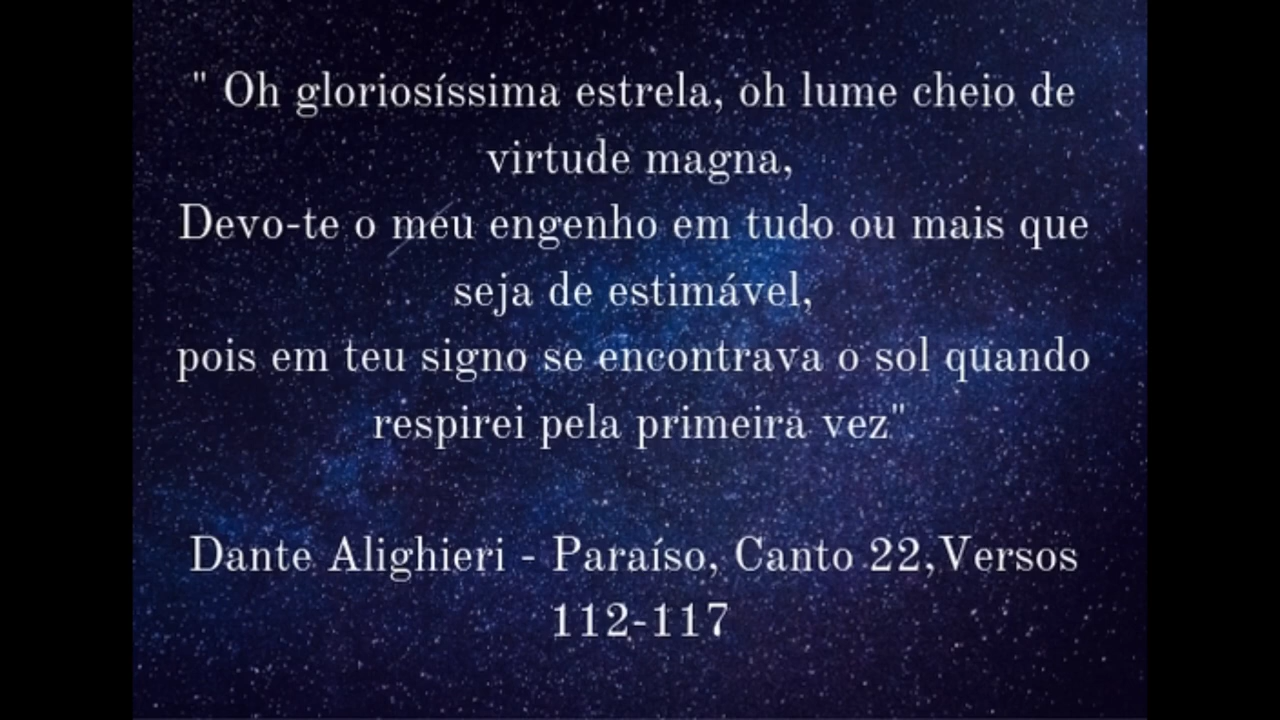 " Oh gloriosíssima estrela, oh lume cheio de
virtude magna,
Devo-te o meu engenho em tudo ou mais que
seja de estimável,
pois em teu signo se encontrava o sol quando
respirei pela primeira vez"
Dante Alighieri - Paraíso, Canto 22,Versos
112-117